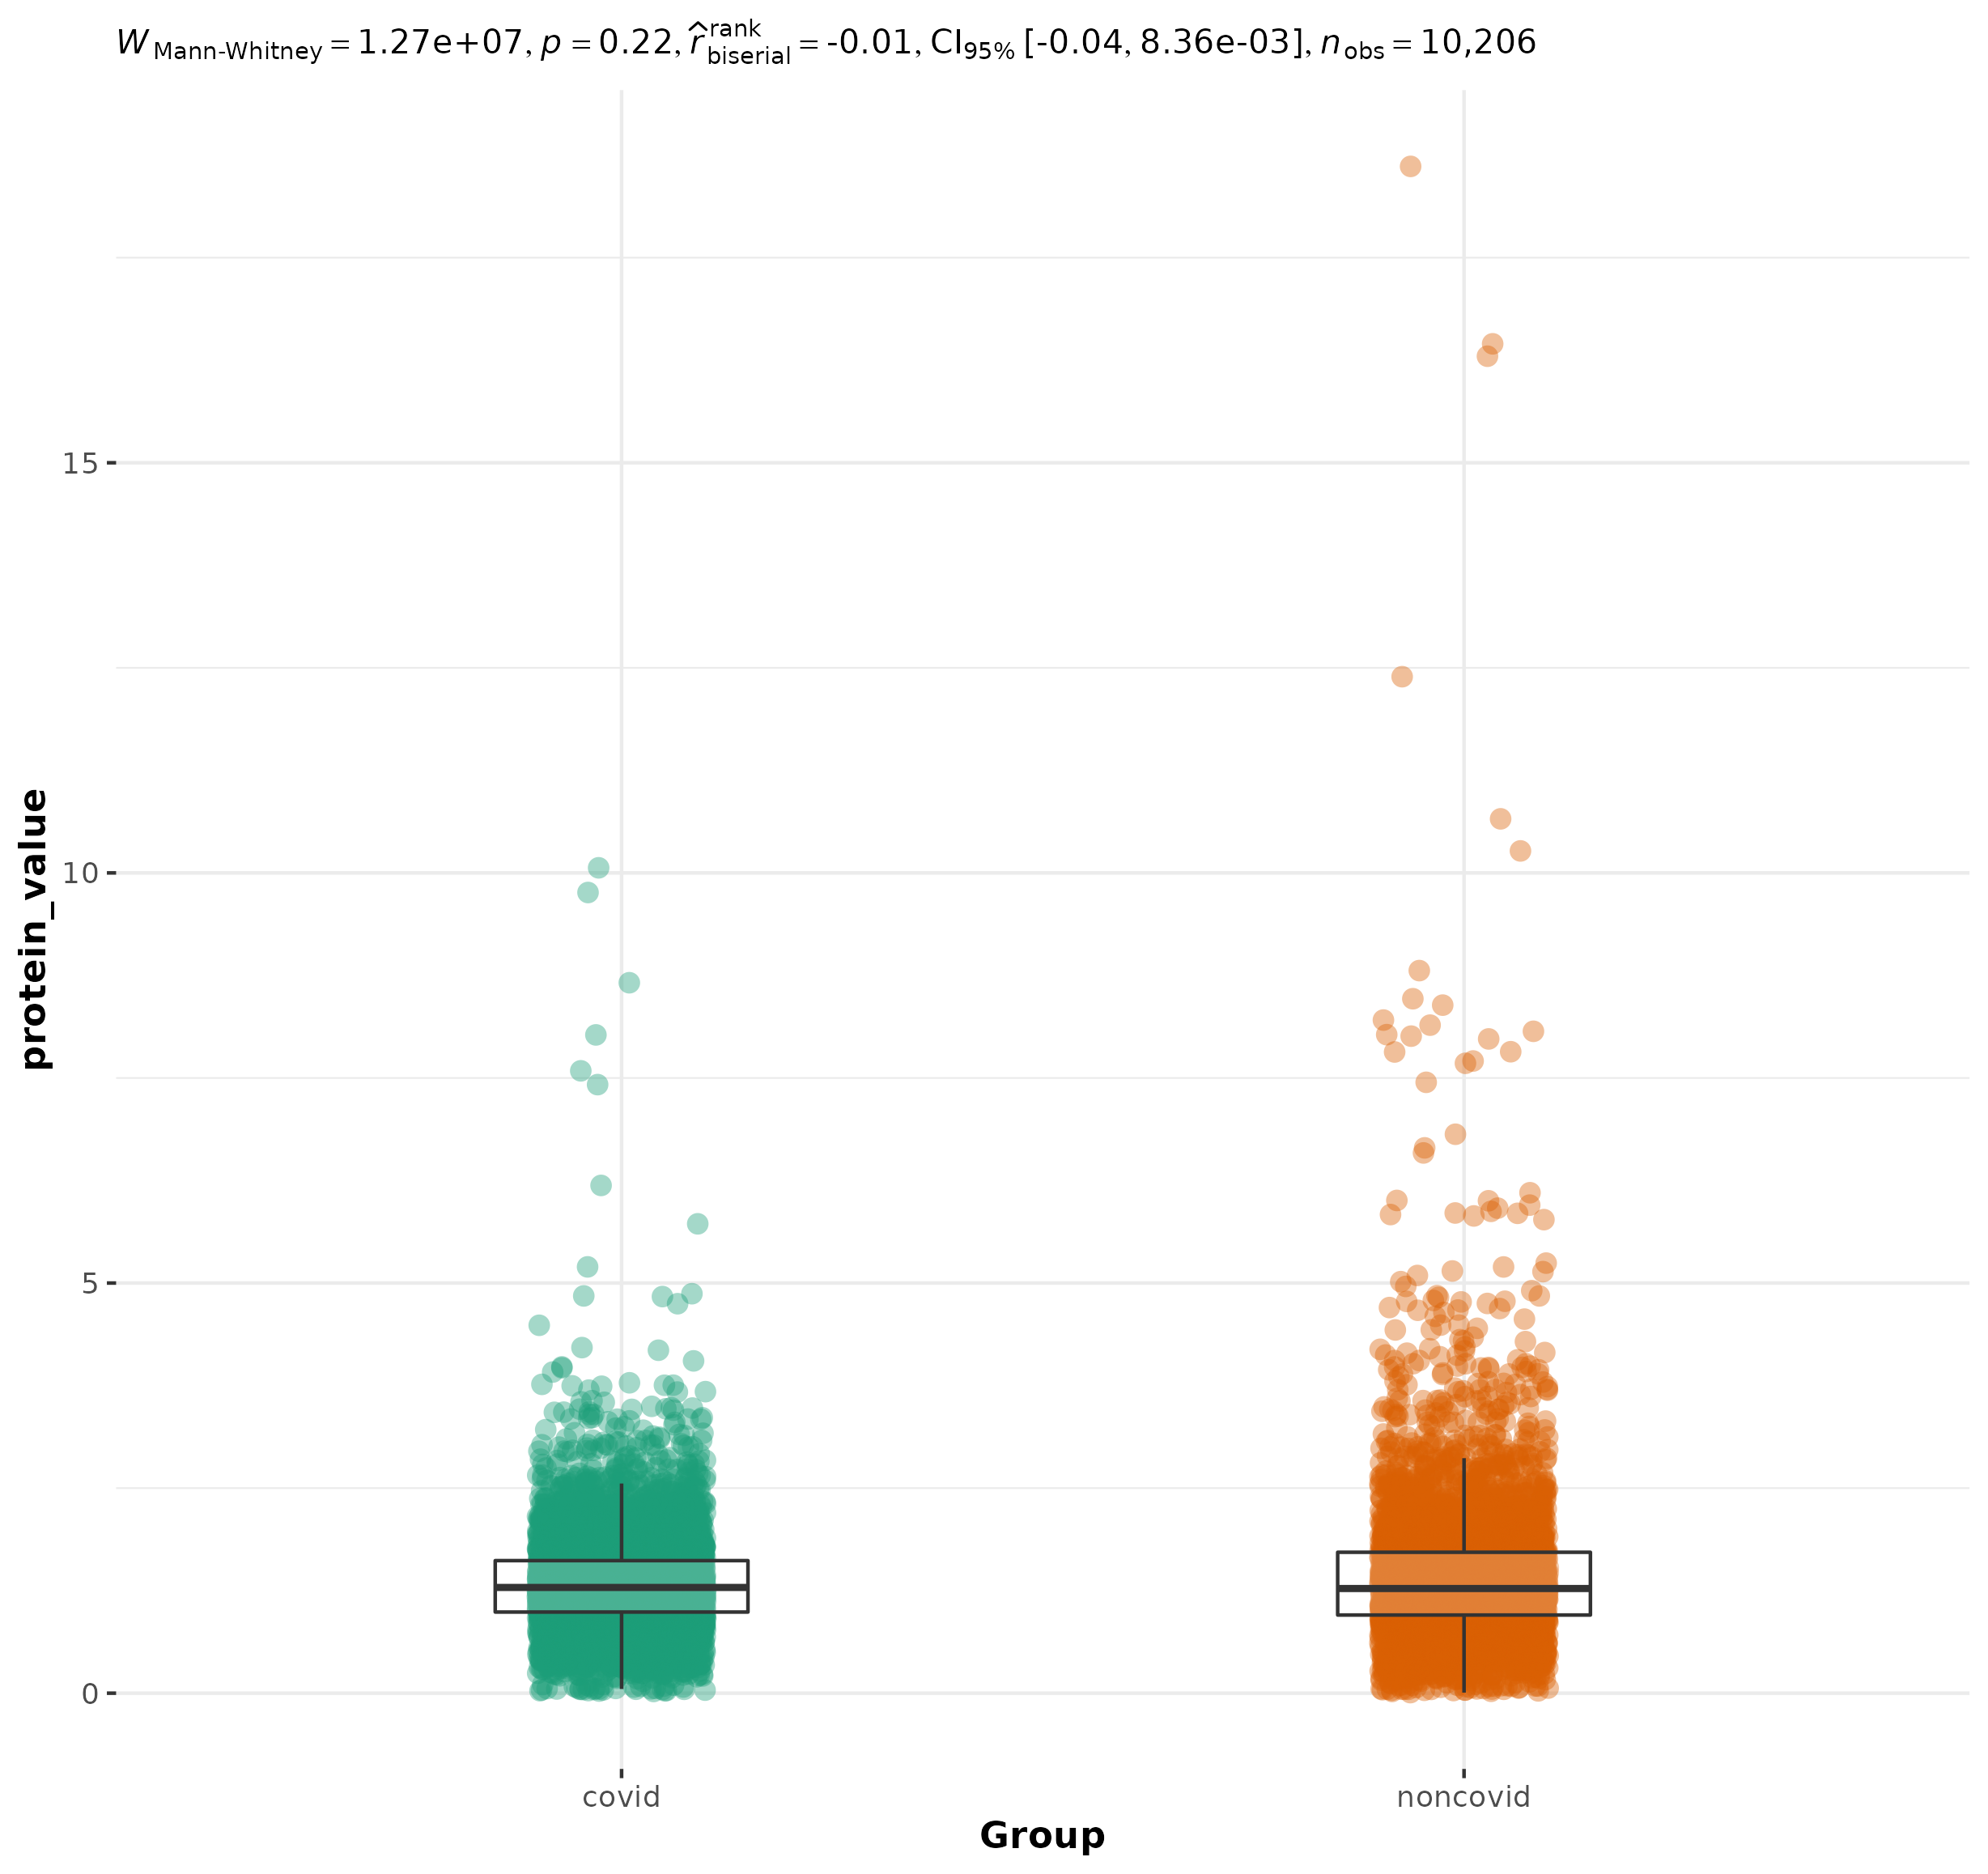 W Mann-Whitney = 1.27e+07, p = 0.22, r̂ rank biserial = -0.01, CI95% [-0.04, 8.36e-03], nobs = 10,206
15
10
5
0
protein_value
covid noncovid
Group